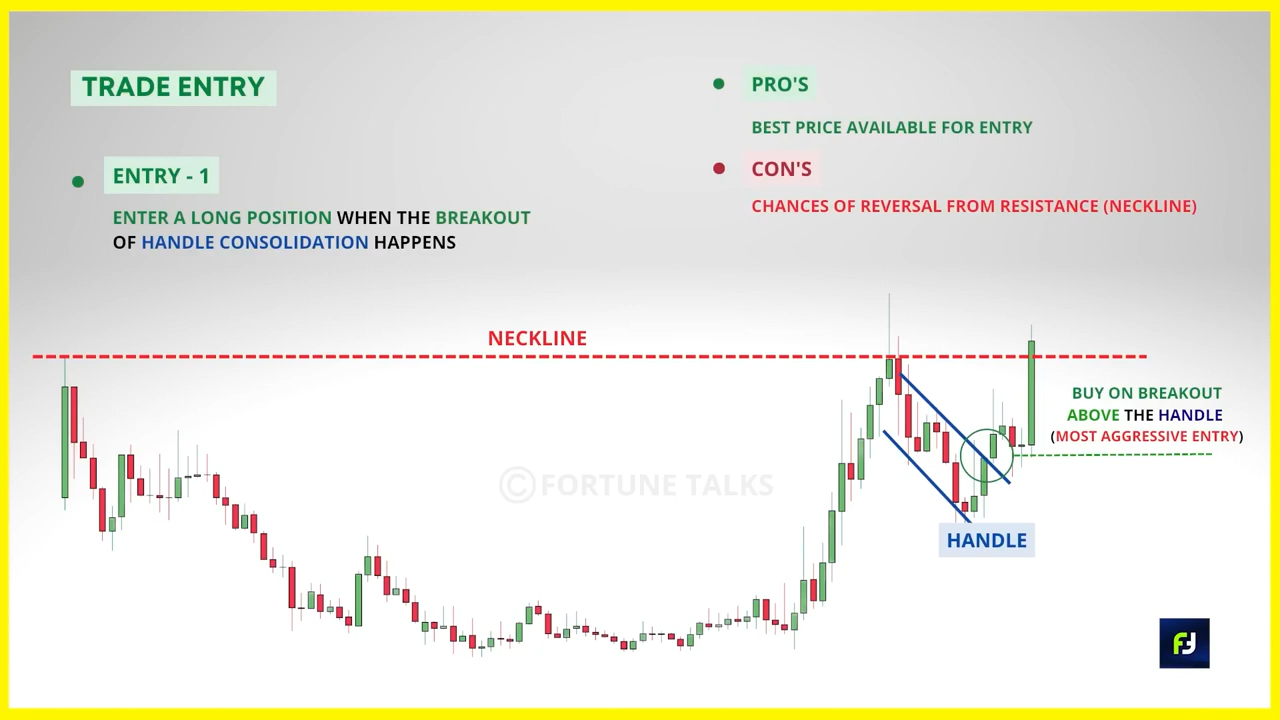 TRADE ENTRY
ENTRY - 1
ENTER A LONG POSITION WHEN THE BREAKOUT
OF HANDLE CONSOLIDATION HAPPENS
PRO'S
BEST PRICE AVAILABLE FOR ENTRY
CON'S
CHANCES OF REVERSAL FROM RESISTANCE (NECKLINE)
NECKLINE
BUY ON BREAKOUT
ABOVE THE HANDLE
(MOST AGGRESSIVE ENTRY)
© FORTUNE TALKS
HANDLE